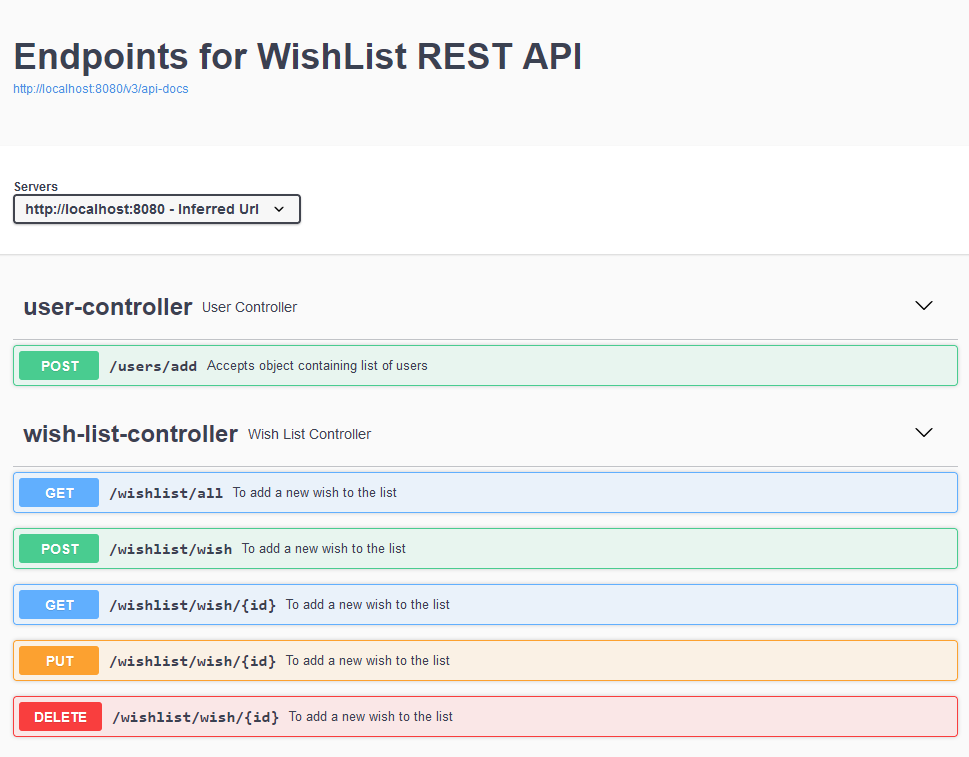 Endpoints for WishList REST API
http://localhost:8080/v3/api-docs
Servers
http://localhost:8080 - Inferred Url
user-controller User Controller
POST /users/add Accepts object containing list of users
wish-list-controller Wish List Controller
GET /wishlist/all To add a new wish to the list
POST /wishlist/wish To add a new wish to the list
GET /wishlist/wish/{id} To add a new wish to the list
PUT /wishlist/wish/{id} To add a new wish to the list
DELETE /wishlist/wish/{id} To add a new wish to the list